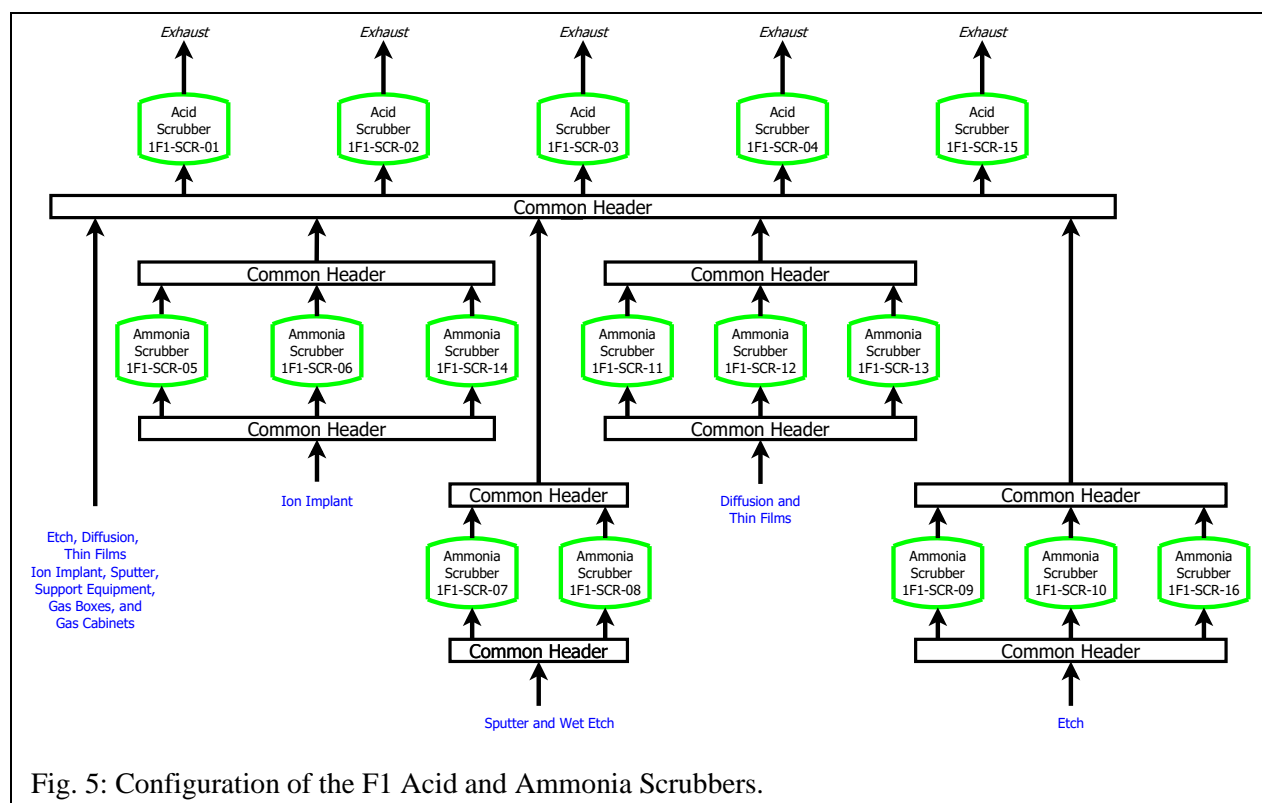 Exhaust
Exhaust
Exhaust
Exhaust
Exhaust
Acid
Scrubber
1F1-SCR-01
Acid
Scrubber
1F1-SCR-02
Acid
Scrubber
1F1-SCR-03
Acid
Scrubber
1F1-SCR-04
Acid
Scrubber
1F1-SCR-15
Common Header
Common Header
Common Header
Ammonia
Scrubber
1F1-SCR-05
Ammonia
Scrubber
1F1-SCR-06
Ammonia
Scrubber
1F1-SCR-14
Ammonia
Scrubber
1F1-SCR-11
Ammonia
Scrubber
1F1-SCR-12
Ammonia
Scrubber
1F1-SCR-13
Common Header
Common Header
Ion Implant
Diffusion and
Thin Films
Common Header
Common Header
Etch, Diffusion,
Thin Films
Ion Implant, Sputter,
Support Equipment,
Gas Boxes, and
Gas Cabinets
Ammonia
Scrubber
1F1-SCR-07
Ammonia
Scrubber
1F1-SCR-08
Ammonia
Scrubber
1F1-SCR-09
Ammonia
Scrubber
1F1-SCR-10
Ammonia
Scrubber
1F1-SCR-16
Common Header
Common Header
Sputter and Wet Etch
Etch
Fig. 5: Configuration of the F1 Acid and Ammonia Scrubbers.